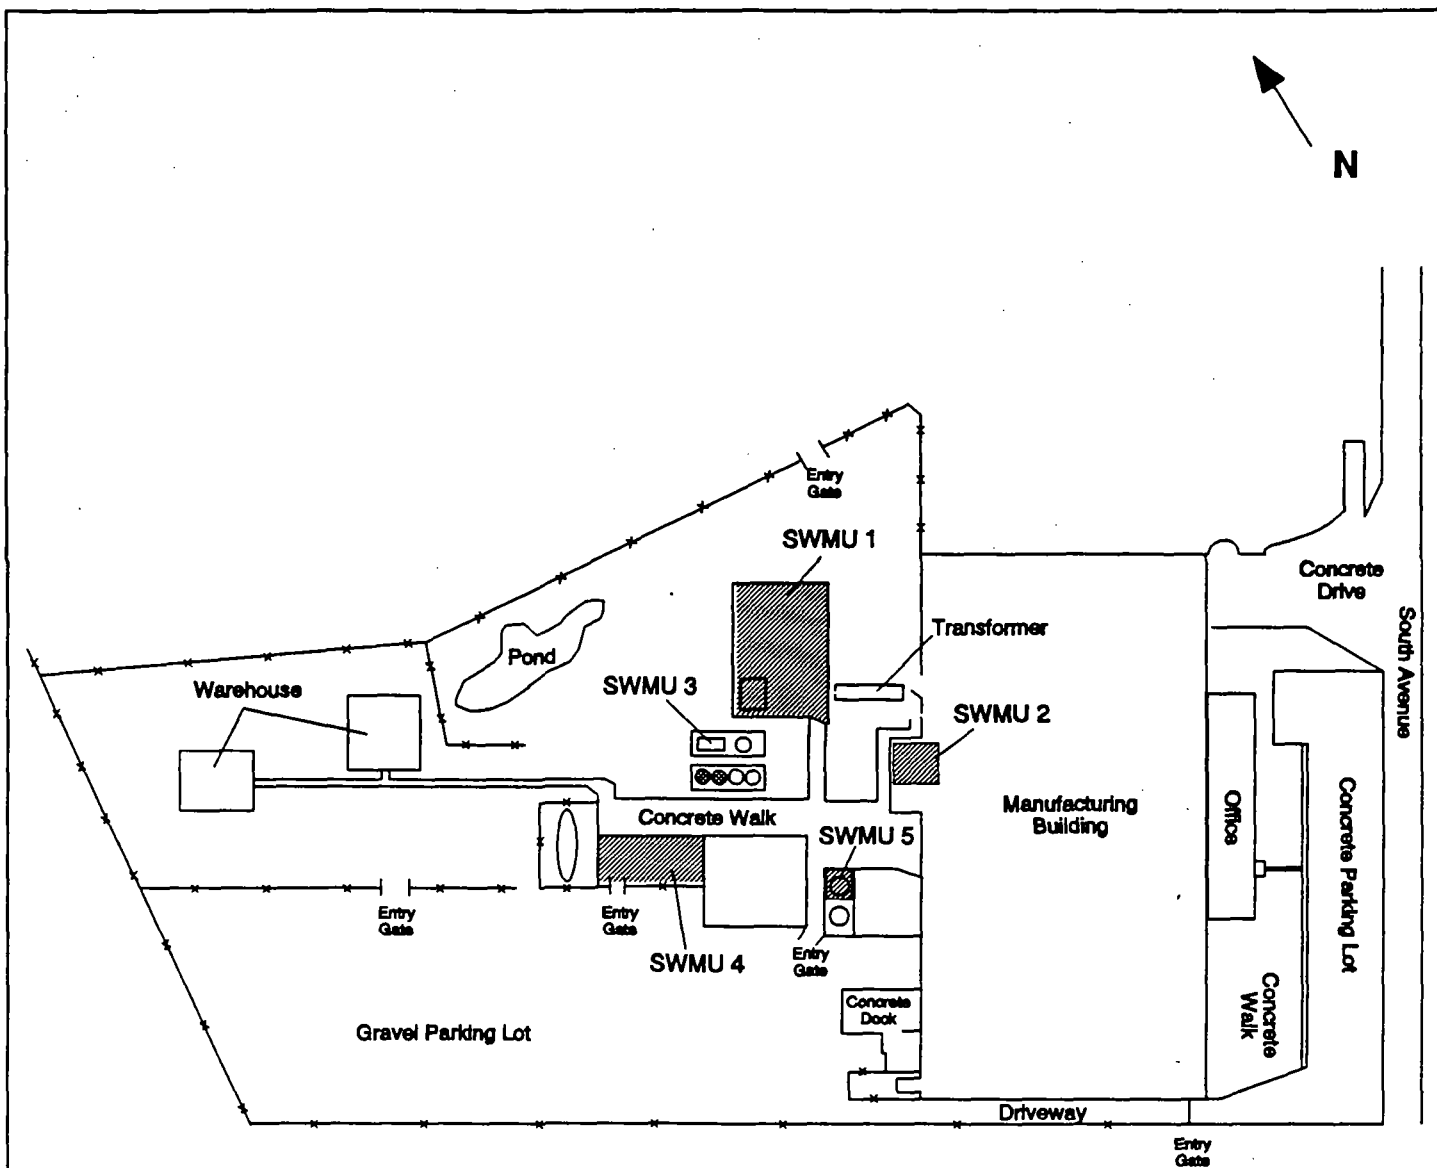 N
Entry
Gate
SWMU 1
Concrete
Drive
South Avenue
Transformer
Pond
SWMU 3
Warehouse
SWMU 2
Manufacturing
Building
Office
Concrete Parking Lot
Concrete Walk
SWMU 5
Entry
Gate
Entry
Gate
SWMU 4
Entry
Gate
Concrete
Walk
Concrete
Dock
Gravel Parking Lot
Driveway
Entry
Gate